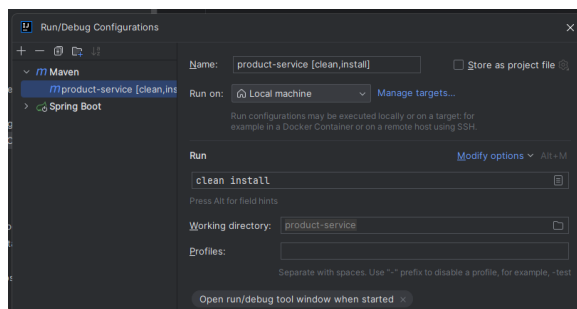 Run/Debug Configurations
Maven
product-service [clean,ins
Spring Boot
Name: product-service [clean,install] Store as project file
Run on: Local machine Manage targets...
Run configurations may be executed locally or on a target: for
example in a Docker Container or on a remote host using SSH.
Run Modify options Alt+M
clean install
Press Alt for field hints
Working directory: product-service
Profiles:
Separate with spaces. Use "-" prefix to disable a profile, for example, -test
Open run/debug tool window when started ×